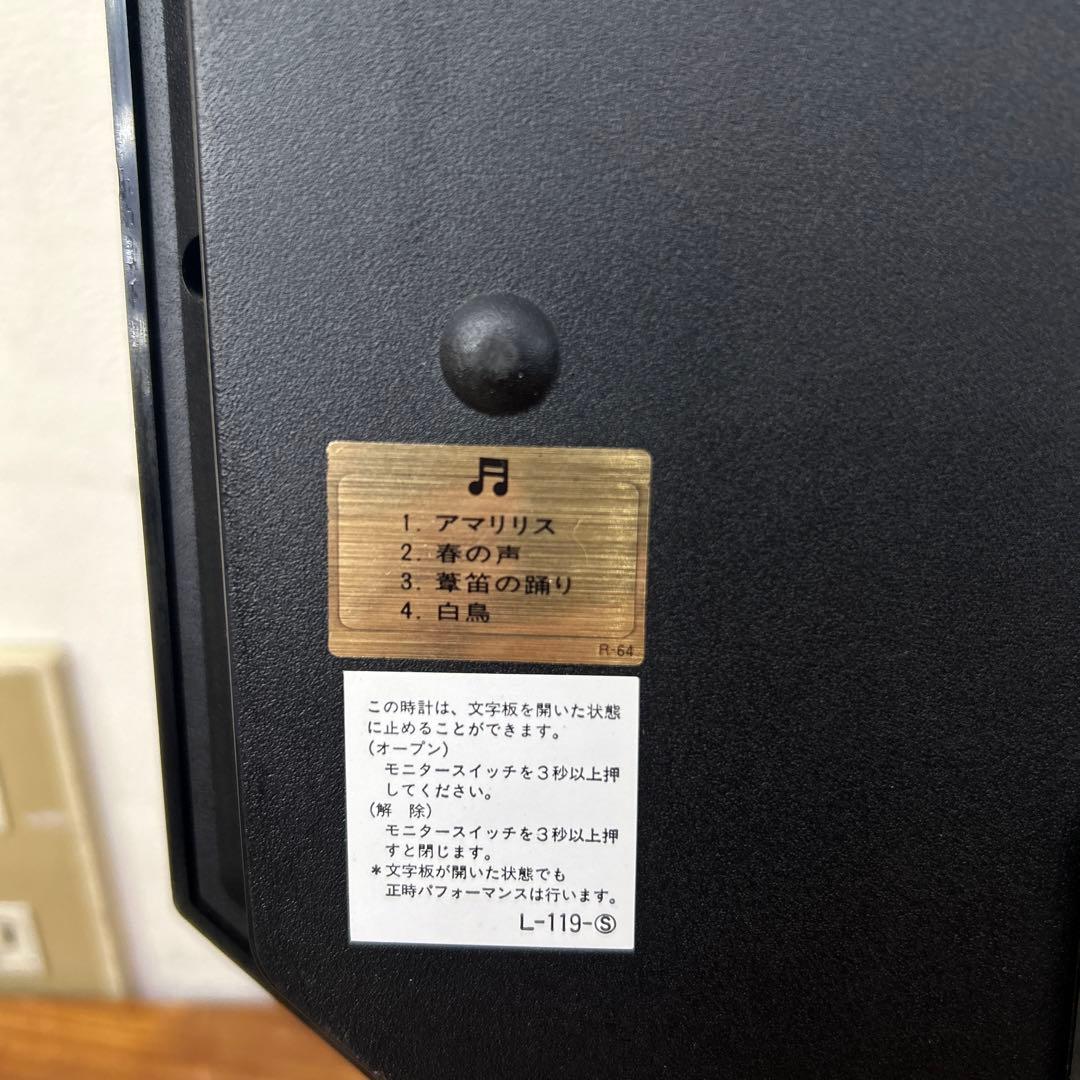 1. アマリリス
2. 春の声
3. 葦笛の踊り
4. 白鳥
R-64
この時計は、文字板を開いた状態
に止めることができます。
(オープン)
モニタースイッチを3秒以上押
してください。
(解 除)
モニタースイッチを3秒以上押
すと閉じます。
*文字板が開いた状態でも
正時パフォーマンスは行います。
L-119-Ⓢ